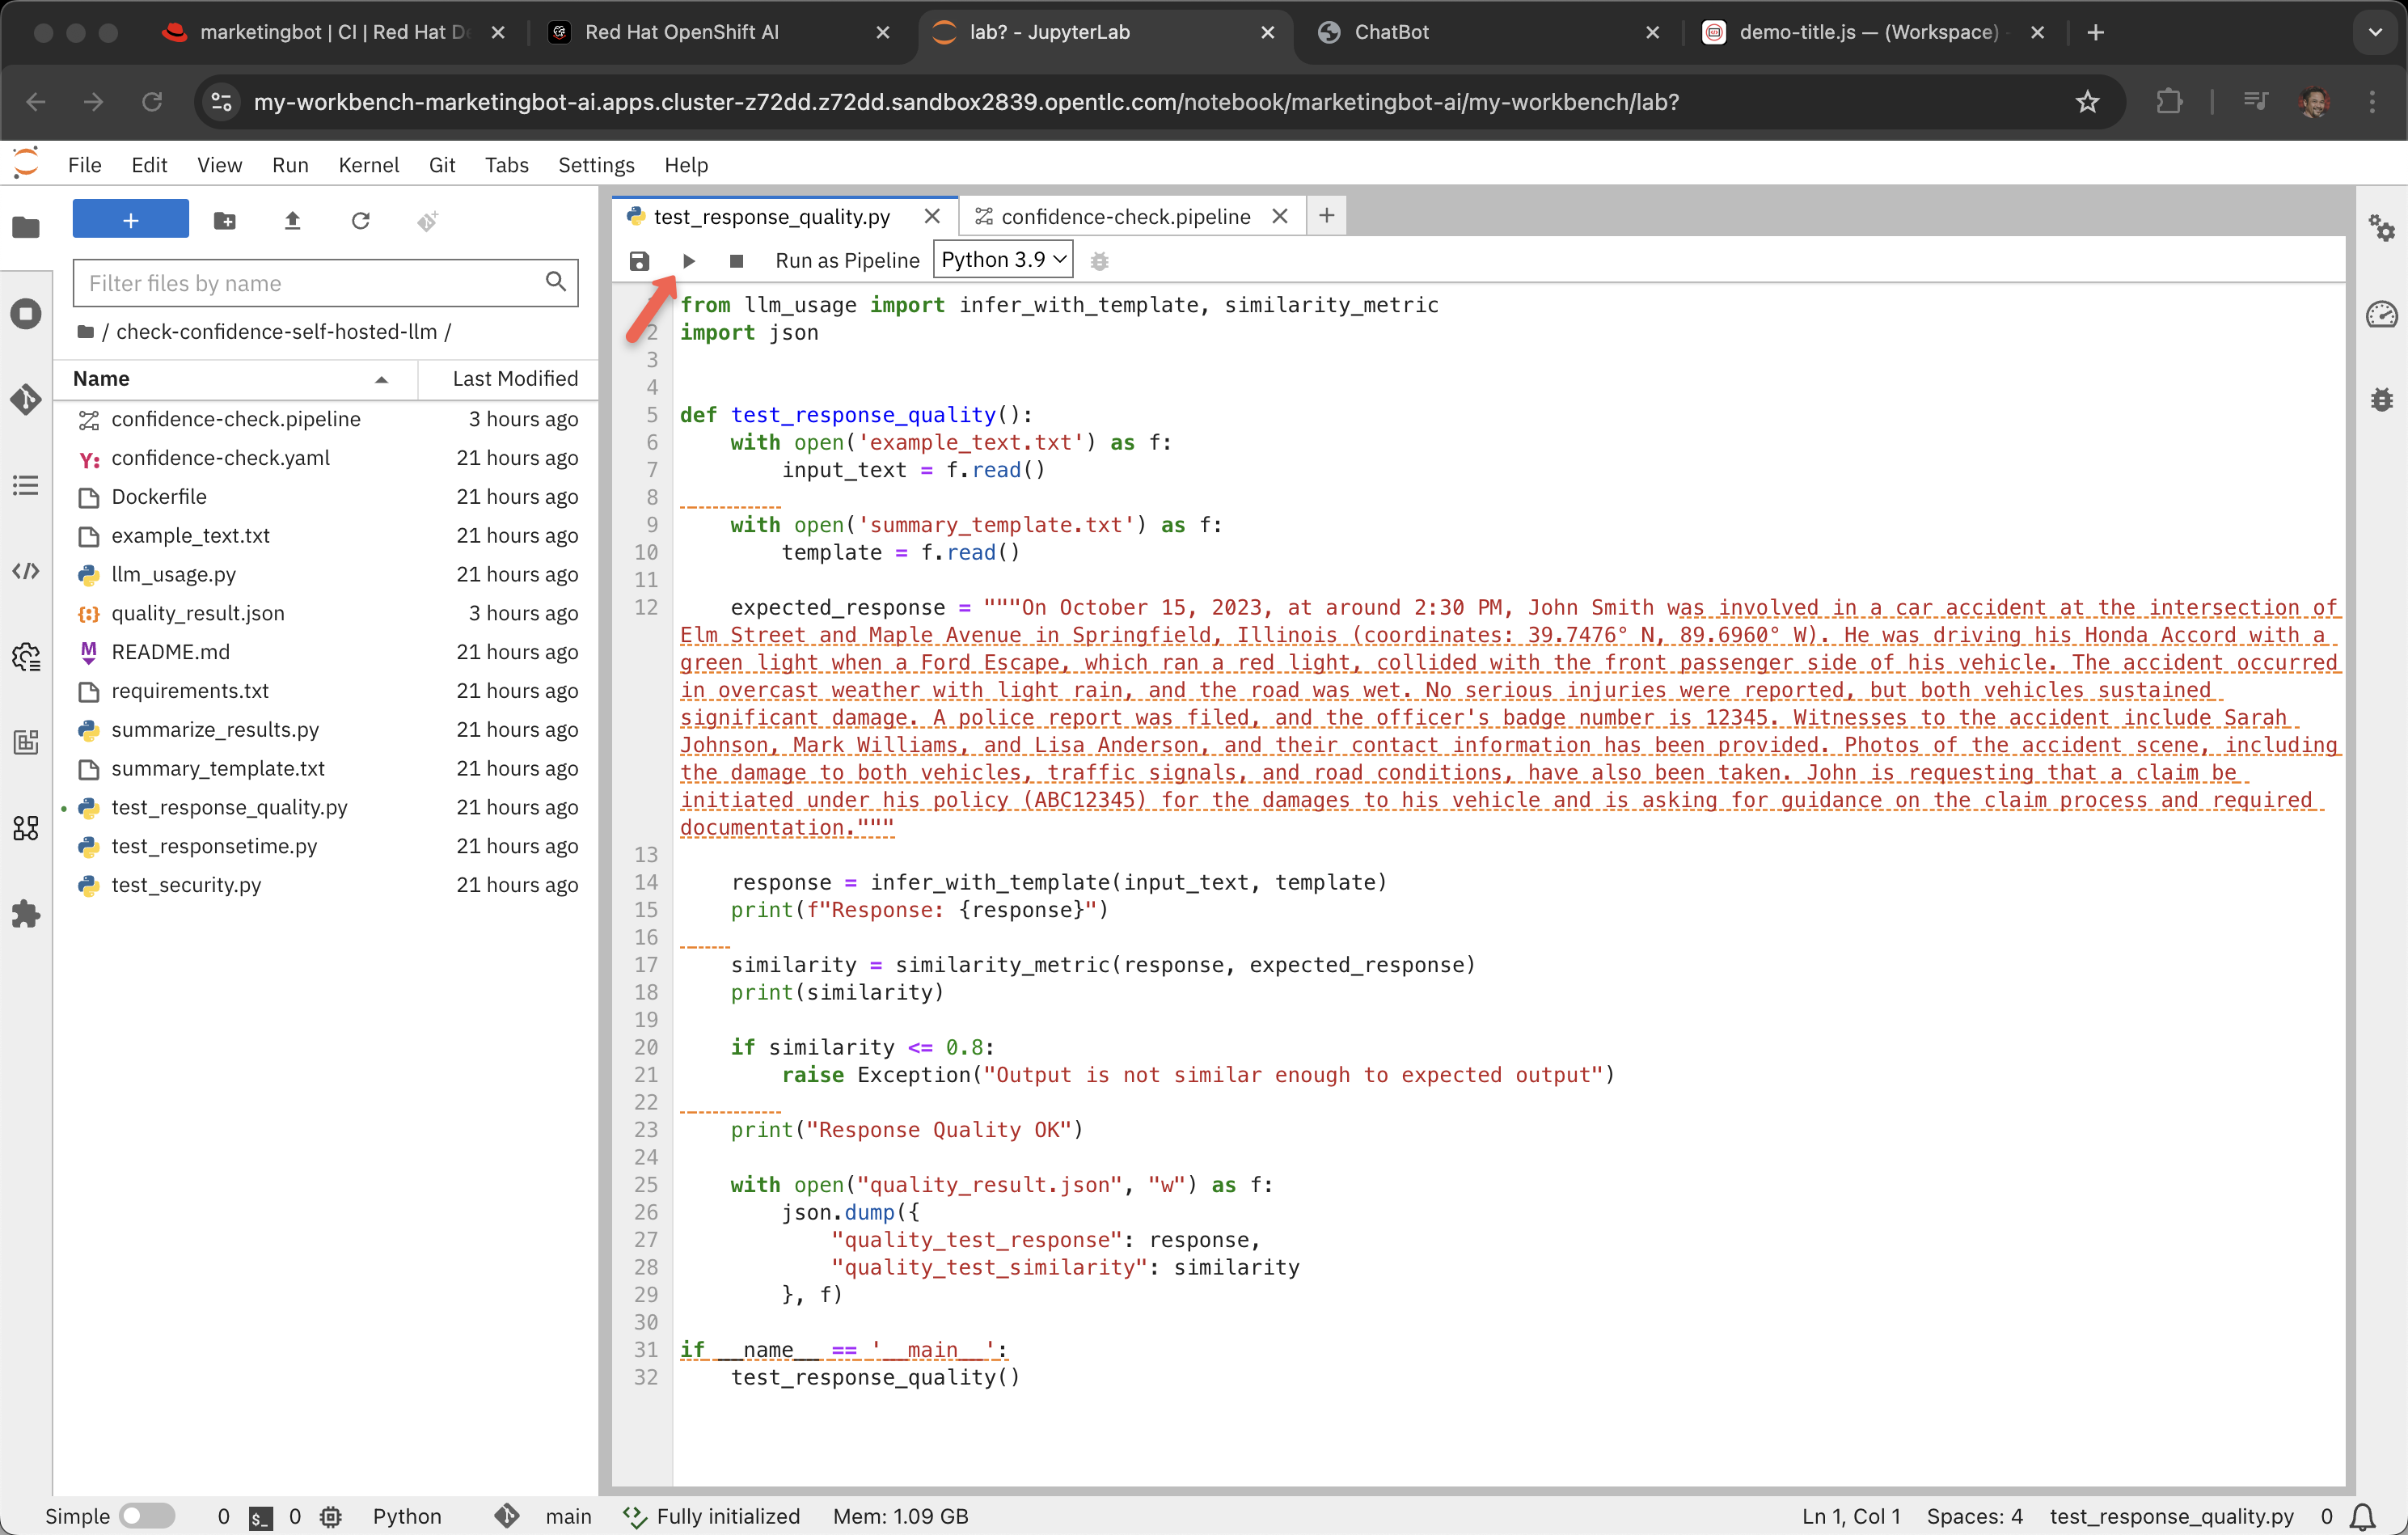 marketingbot | CI | Red Hat De
Red Hat OpenShift AI
lab? - JupyterLab
ChatBot
demo-title.js — (Workspace)
my-workbench-marketingbot-ai.apps.cluster-z72dd.z72dd.sandbox2839.opentlc.com/notebook/marketingbot-ai/my-workbench/lab?
File Edit View Run Kernel Git Tabs Settings Help
test_response_quality.py
confidence-check.pipeline
Run as Pipeline
Python 3.9
Filter files by name
/ check-confidence-self-hosted-llm /
Name Last Modified
confidence-check.pipeline 3 hours ago
Y: confidence-check.yaml 21 hours ago
Dockerfile 21 hours ago
example_text.txt 21 hours ago
llm_usage.py 21 hours ago
quality_result.json 3 hours ago
M README.md 21 hours ago
requirements.txt 21 hours ago
summarize_results.py 21 hours ago
summary_template.txt 21 hours ago
test_response_quality.py 21 hours ago
test_responsetime.py 21 hours ago
test_security.py 21 hours ago
from llm_usage import infer_with_template, similarity_metric
2 import json
3
4
5 def test_response_quality():
6     with open('example_text.txt') as f:
7         input_text = f.read()
8
9     with open('summary_template.txt') as f:
10         template = f.read()
11
12     expected_response = """On October 15, 2023, at around 2:30 PM, John Smith was involved in a car accident at the intersection of
Elm Street and Maple Avenue in Springfield, Illinois (coordinates: 39.7476° N, 89.6960° W). He was driving his Honda Accord with a
green light when a Ford Escape, which ran a red light, collided with the front passenger side of his vehicle. The accident occurred
in overcast weather with light rain, and the road was wet. No serious injuries were reported, but both vehicles sustained
significant damage. A police report was filed, and the officer's badge number is 12345. Witnesses to the accident include Sarah
Johnson, Mark Williams, and Lisa Anderson, and their contact information has been provided. Photos of the accident scene, including
the damage to both vehicles, traffic signals, and road conditions, have also been taken. John is requesting that a claim be
initiated under his policy (ABC12345) for the damages to his vehicle and is asking for guidance on the claim process and required
documentation."""
13
14     response = infer_with_template(input_text, template)
15     print(f"Response: {response}")
16
17     similarity = similarity_metric(response, expected_response)
18     print(similarity)
19
20     if similarity <= 0.8:
21         raise Exception("Output is not similar enough to expected output")
22
23     print("Response Quality OK")
24
25     with open("quality_result.json", "w") as f:
26         json.dump({
27             "quality_test_response": response,
28             "quality_test_similarity": similarity
29         }, f)
30
31 if __name__ == '__main__':
32     test_response_quality()
Simple 0 $_ 0 Python main Fully initialized Mem: 1.09 GB Ln 1, Col 1 Spaces: 4 test_response_quality.py 0